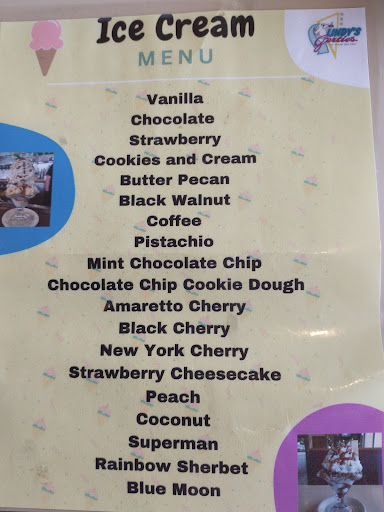 Ice Cream
MENU
Vanilla
Chocolate
Strawberry
Cookies and Cream
Butter Pecan
Black Walnut
Coffee
Pistachio
Mint Chocolate Chip
Chocolate Chip Cookie Dough
Amaretto Cherry
Black Cherry
New York Cherry
Strawberry Cheesecake
Peach
Coconut
Superman
Rainbow Sherbet
Blue Moon